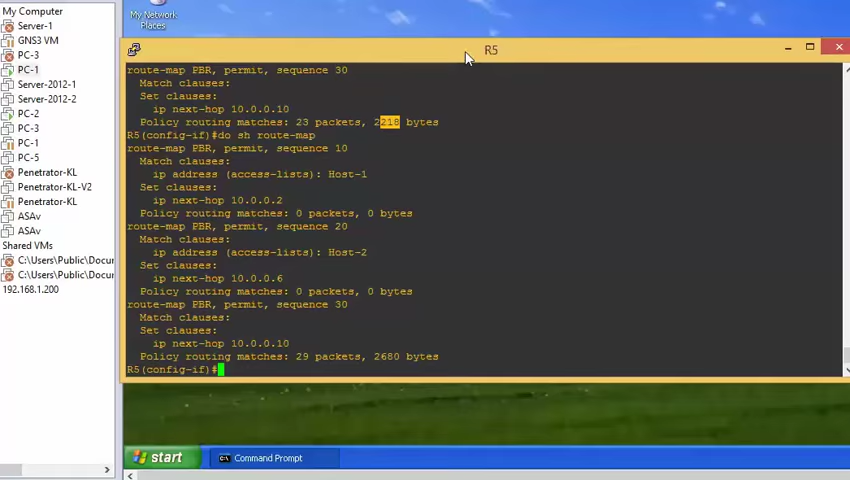 My Computer
Server-1
GNS3 VM
PC-3
PC-1
Server-2012-1
Server-2012-2
PC-2
PC-3
PC-1
PC-5
Penetrator-KL
Penetrator-KL-V2
Penetrator-KL
ASAv
ASAv
Shared VMs
C:\Users\Public\Docu
C:\Users\Public\Docu
192.168.1.200
My Network
Places
R5
route-map PBR, permit, sequence 30
Match clauses:
Set clauses:
ip next-hop 10.0.0.10
Policy routing matches: 23 packets, 2218 bytes
R5(config-if)#do sh route-map
route-map PBR, permit, sequence 10
Match clauses:
ip address (access-lists): Host-1
Set clauses:
ip next-hop 10.0.0.2
Policy routing matches: 0 packets, 0 bytes
route-map PBR, permit, sequence 20
Match clauses:
ip address (access-lists): Host-2
Set clauses:
ip next-hop 10.0.0.6
Policy routing matches: 0 packets, 0 bytes
route-map PBR, permit, sequence 30
Match clauses:
Set clauses:
ip next-hop 10.0.0.10
Policy routing matches: 29 packets, 2680 bytes
R5(config-if)#
start
Command Prompt